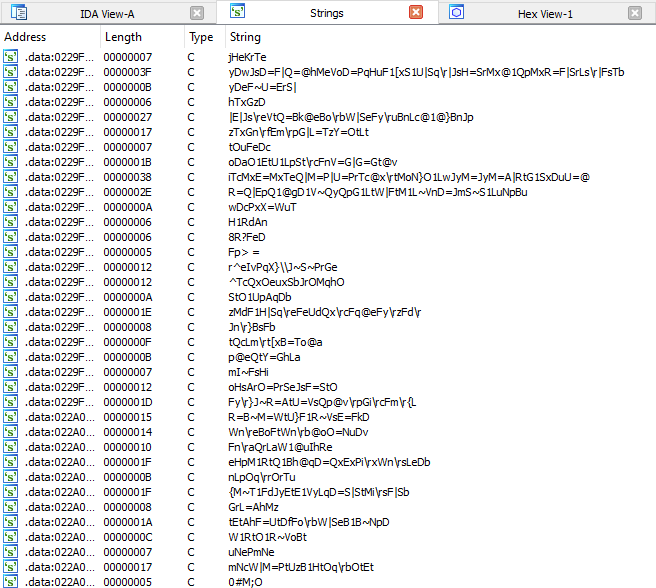 IDA View-A Strings Hex View-1
Address Length Type String
.data:0229F... 00000007 C jHeKrTe
.data:0229F... 0000003F C yDwJsD=F|Q=@hMeVoD=PqHuF1[xS1U|Sq\r|JsH=SrMx@1QpMxR=F|SrLs\r|FsTb
.data:0229F... 0000000B C yDeF~U=ErS|
.data:0229F... 00000006 C hTxGzD
.data:0229F... 00000027 C |E|Js\reVtQ=Bk@eBo\rbW|SeFy\ruBnLc@1@}BnJp
.data:0229F... 00000017 C zTxGn\rfEm\rpG|L=TzY=OtLt
.data:0229F... 00000007 C tOuFeDc
.data:0229F... 0000001B C oDaO1EtU1LpSt\rcFnV=G|G=Gt@v
.data:0229F... 00000038 C iTcMxE=MxTeQ|M=P|U=PrTc@x\rtMoN}O1LwJyM=JyM=A|RtG1SxDuU=@
.data:0229F... 0000002E C R=Q|EpQ1@gD1V~QyQpG1LtW|FtM1L~VnD=JmS~S1LuNpBu
.data:0229F... 0000000A C wDcPxX=WuT
.data:0229F... 00000006 C H1RdAn
.data:0229F... 00000006 C 8R?FeD
.data:0229F... 00000005 C Fp> =
.data:0229F... 00000012 C r^eIvPqX}\\J~S~PrGe
.data:0229F... 00000012 C ^TcQxOeuxSbJrOMqhO
.data:0229F... 0000000A C StO1UpAqDb
.data:0229F... 0000001E C zMdF1H|Sq\reFeUdQx\rcFq@eFy\rzFd\r
.data:0229F... 00000008 C Jn\r}BsFb
.data:0229F... 0000000F C tQcLm\rt[xB=To@a
.data:0229F... 0000000B C p@eQtY=GhLa
.data:0229F... 00000007 C mI~FsHi
.data:0229F... 00000012 C oHsArO=PrSeJsF=StO
.data:0229F... 0000001D C Fy\r}J~R=AtU=VsQp@v\rpGi\rcFm\r{L
.data:022A0... 00000015 C R=B~M=WtU}F1R~VsE=FkD
.data:022A0... 00000014 C Wn\reBoFtWn\rb@oO=NuDv
.data:022A0... 00000010 C Fn\raQrLaW1@uIhRe
.data:022A0... 0000001F C eHpM1RtQ1Bh@qD=QxExPi\rxWn\rsLeDb
.data:022A0... 0000000B C nLpOq\rrOrTu
.data:022A0... 0000001F C {M~T1FdJyEtE1VyLqD=S|StMi\rsF|Sb
.data:022A0... 00000008 C GrL=AhMz
.data:022A0... 0000001A C tEtAhF=UtDfFo\rbW|SeB1B~NpD
.data:022A0... 0000000C C W1RtO1R~VoBt
.data:022A0... 00000007 C uNePmNe
.data:022A0... 00000017 C mNcW|M=PtUzB1HtOq\rbOtEt
.data:022A0... 00000005 C 0#M;O